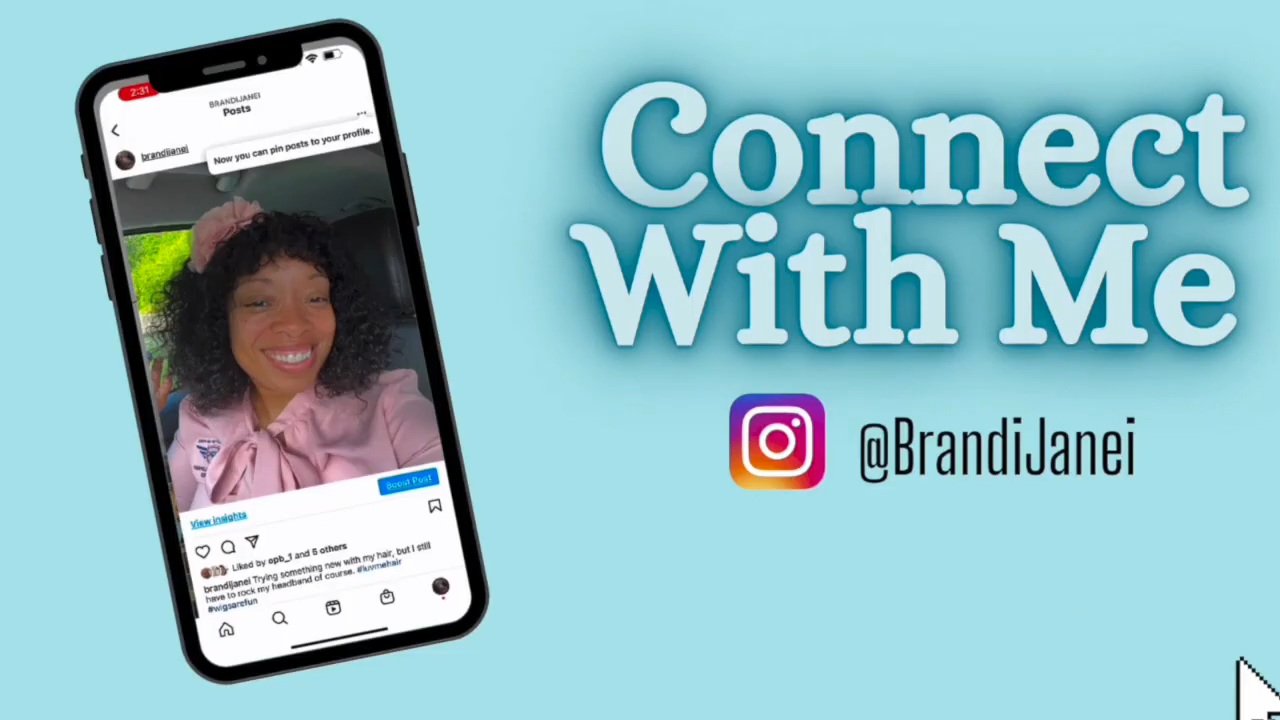 2:31
BRANDIJANEI
Posts
brandijanei
Now you can pin posts to your profile.
Boost Post
View insights
Liked by opb_1 and 5 others
brandijanei Trying something new with my hair, but I still
have to rock my headband of course. #luvmehair
#wigsarefun
Connect
With Me
@BrandiJanei